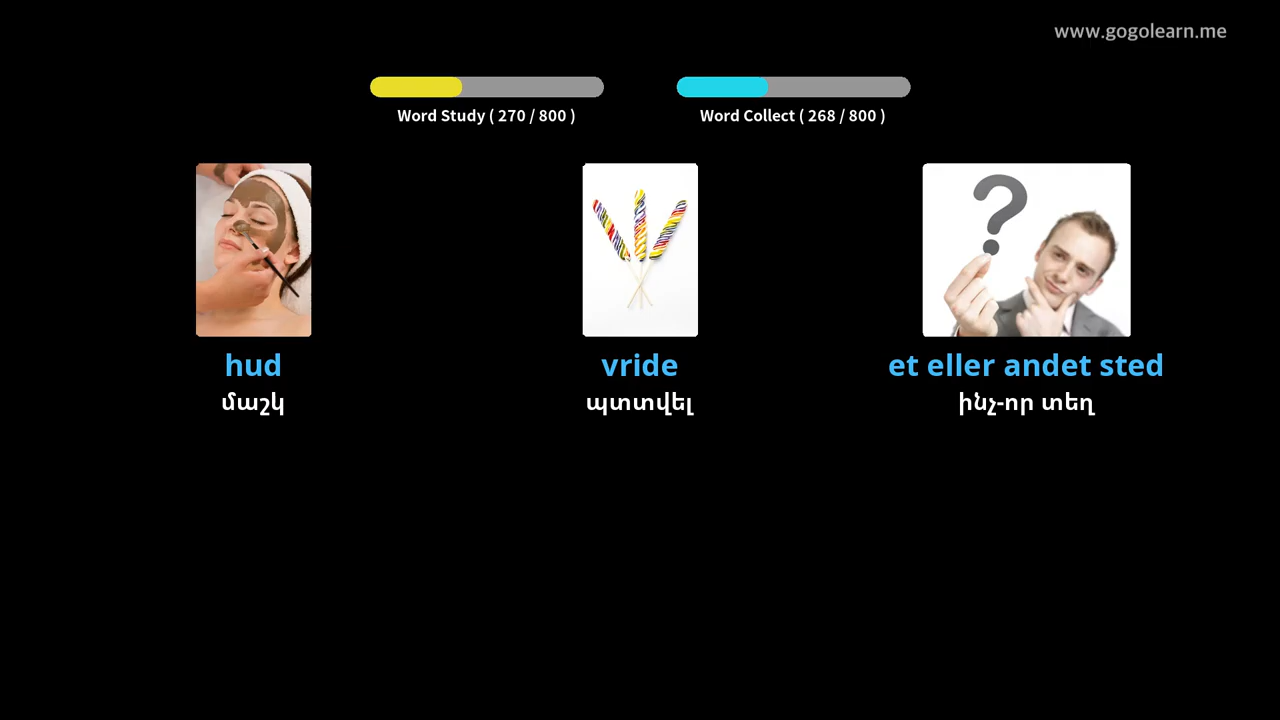 www.gogolearn.me
Word Study ( 270 / 800 )
Word Collect ( 268 / 800 )
hud
vride
et eller andet sted
մաշկ
պտտվել
ինչ-որ տեղ